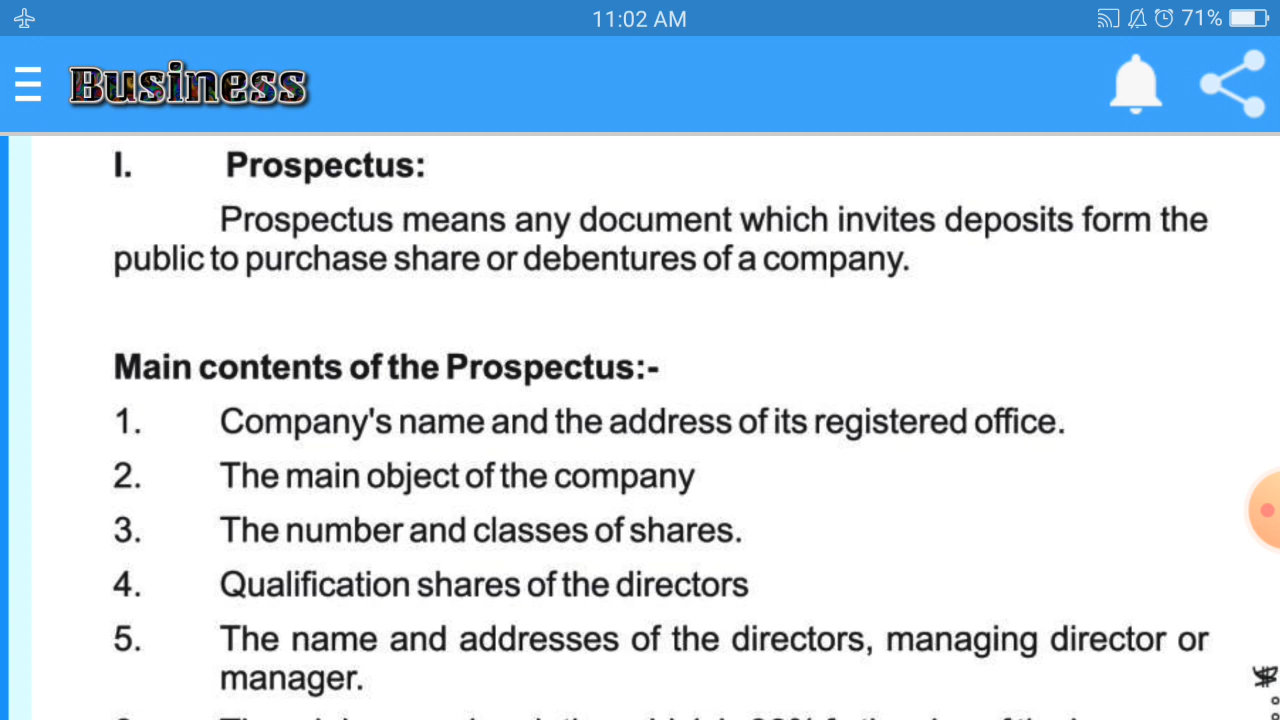 11:02 AM
71%
Business
I. Prospectus:
Prospectus means any document which invites deposits form the
public to purchase share or debentures of a company.
Main contents of the Prospectus:-
1. Company's name and the address of its registered office.
2. The main object of the company
3. The number and classes of shares.
4. Qualification shares of the directors
5. The name and addresses of the directors, managing director or
manager.